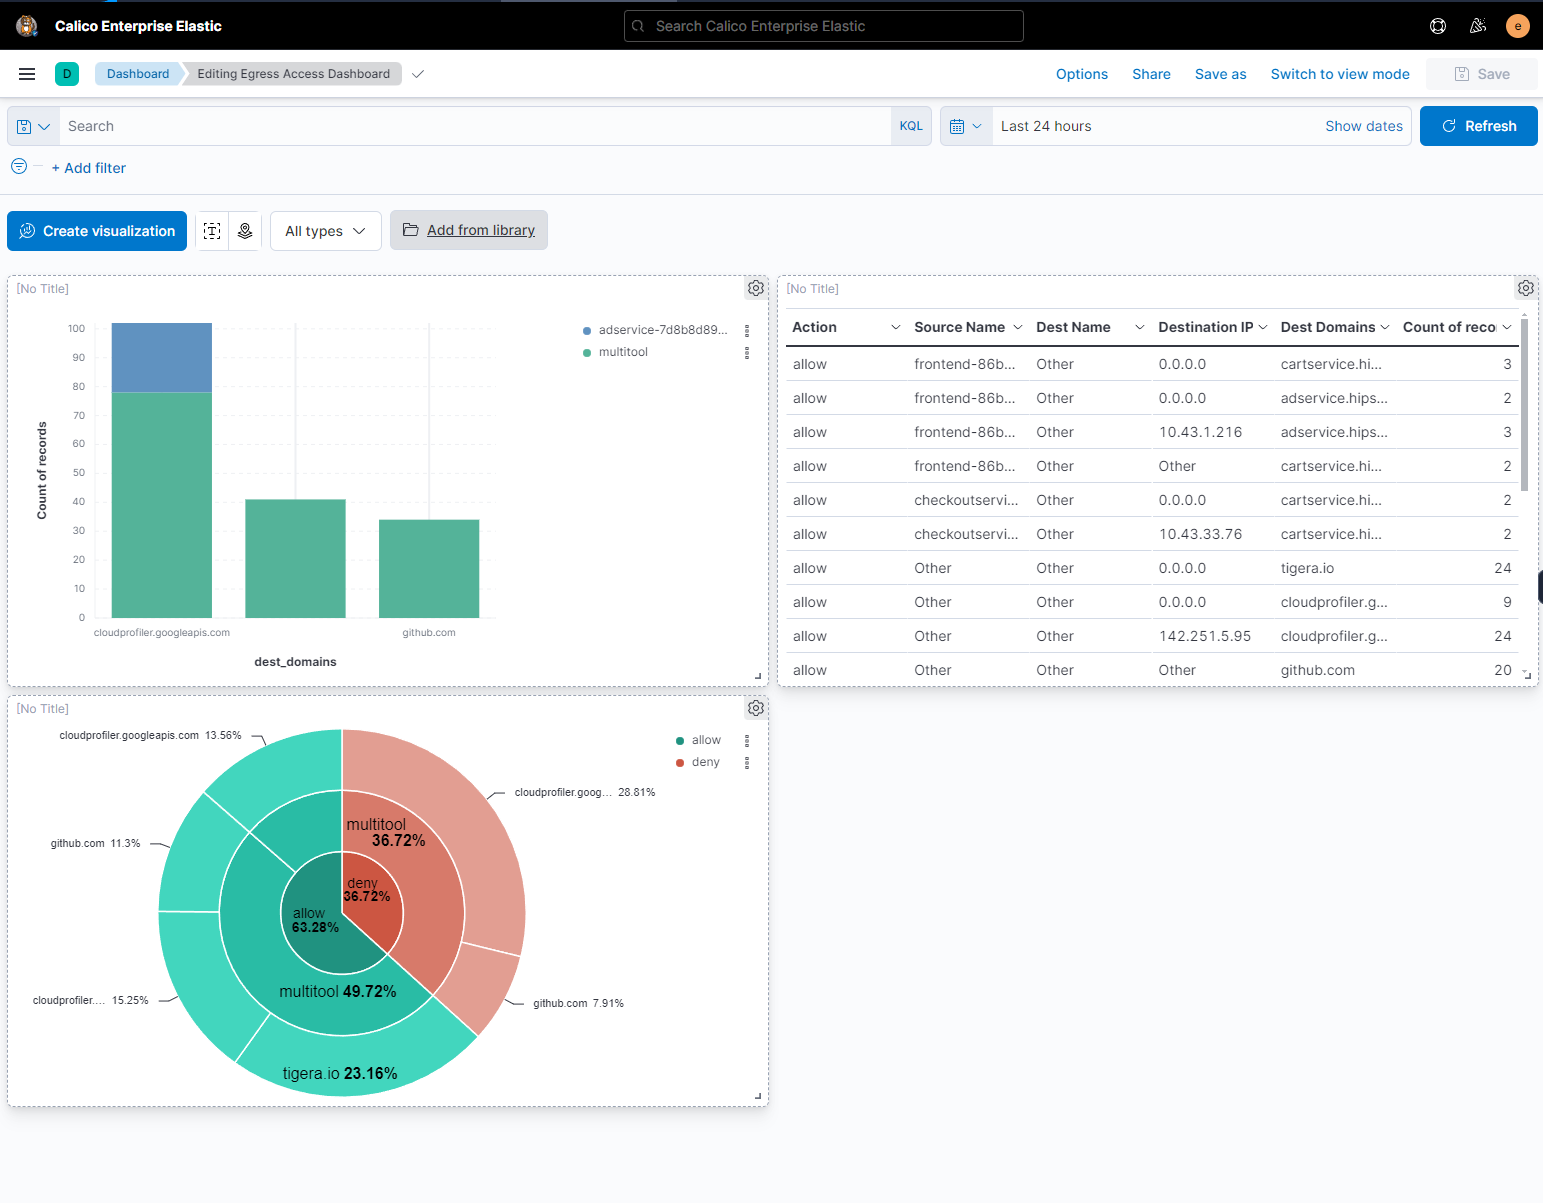 Calico Enterprise Elastic
Search Calico Enterprise Elastic
e
D
Dashboard
Editing Egress Access Dashboard
Options
Share
Save as
Switch to view mode
Save
Search
KQL
Last 24 hours
Show dates
Refresh
+ Add filter
Create visualization
All types
Add from library
[No Title]
100
90
80
70
60
50
40
30
20
10
0
Count of records
cloudprofiler.googleapis.com
github.com
dest_domains
adservice-7d8b8d89...
multitool
[No Title]
Action Source Name Dest Name Destination IP Dest Domains Count of reco
allow frontend-86b... Other 0.0.0.0 cartservice.hi... 3
allow frontend-86b... Other 0.0.0.0 adservice.hips... 2
allow frontend-86b... Other 10.43.1.216 adservice.hips... 3
allow frontend-86b... Other Other cartservice.hi... 2
allow checkoutservi... Other 0.0.0.0 cartservice.hi... 2
allow checkoutservi... Other 10.43.33.76 cartservice.hi... 2
allow Other Other 0.0.0.0 tigera.io 24
allow Other Other 0.0.0.0 cloudprofiler.g... 9
allow Other Other 142.251.5.95 cloudprofiler.g... 24
allow Other Other Other github.com 20
[No Title]
cloudprofiler.googleapis.com 13.56%
allow
deny
cloudprofiler.goog... 28.81%
multitool
36.72%
github.com 11.3%
deny
36.72%
allow
63.28%
multitool 49.72%
cloudprofiler.... 15.25%
github.com 7.91%
tigera.io 23.16%